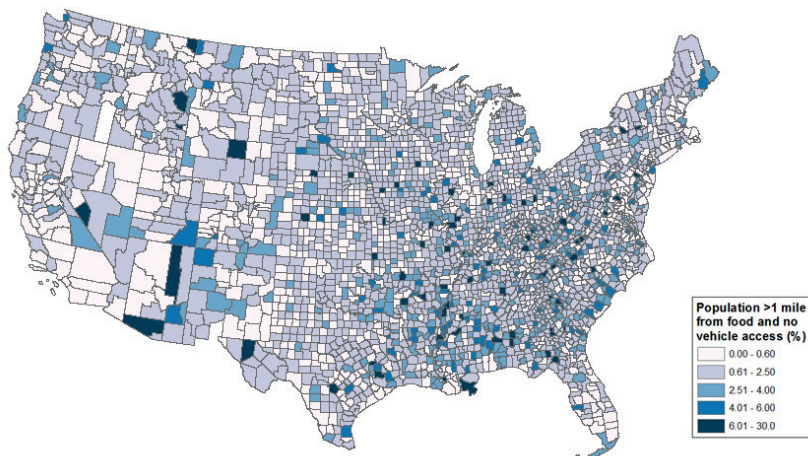 Population >1 mile
from food and no
vehicle access (%)
0.00 - 0.60
0.61 - 2.50
2.51 - 4.00
4.01 - 6.00
6.01 - 30.0